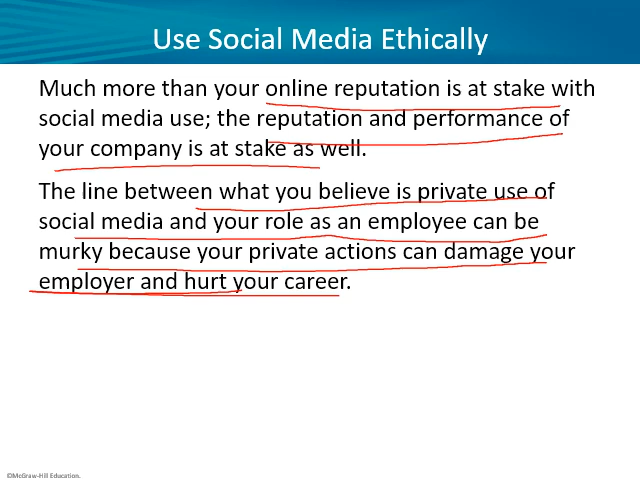 Use Social Media Ethically
Much more than your online reputation is at stake with
social media use; the reputation and performance of
your company is at stake as well.
The line between what you believe is private use of
social media and your role as an employee can be
murky because your private actions can damage your
employer and hurt your career.
©McGraw-Hill Education.